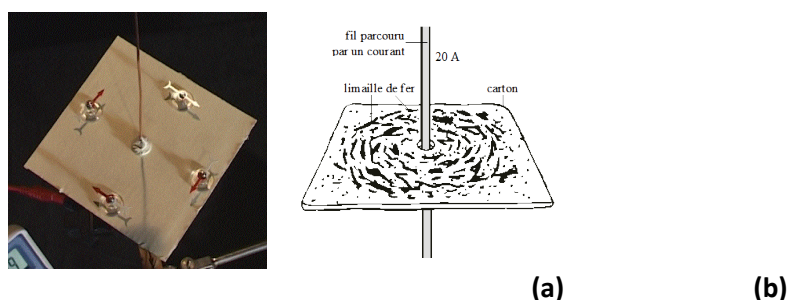 fil parcouru
par un courant
20 A
limaille de fer
carton
(a)
(b)